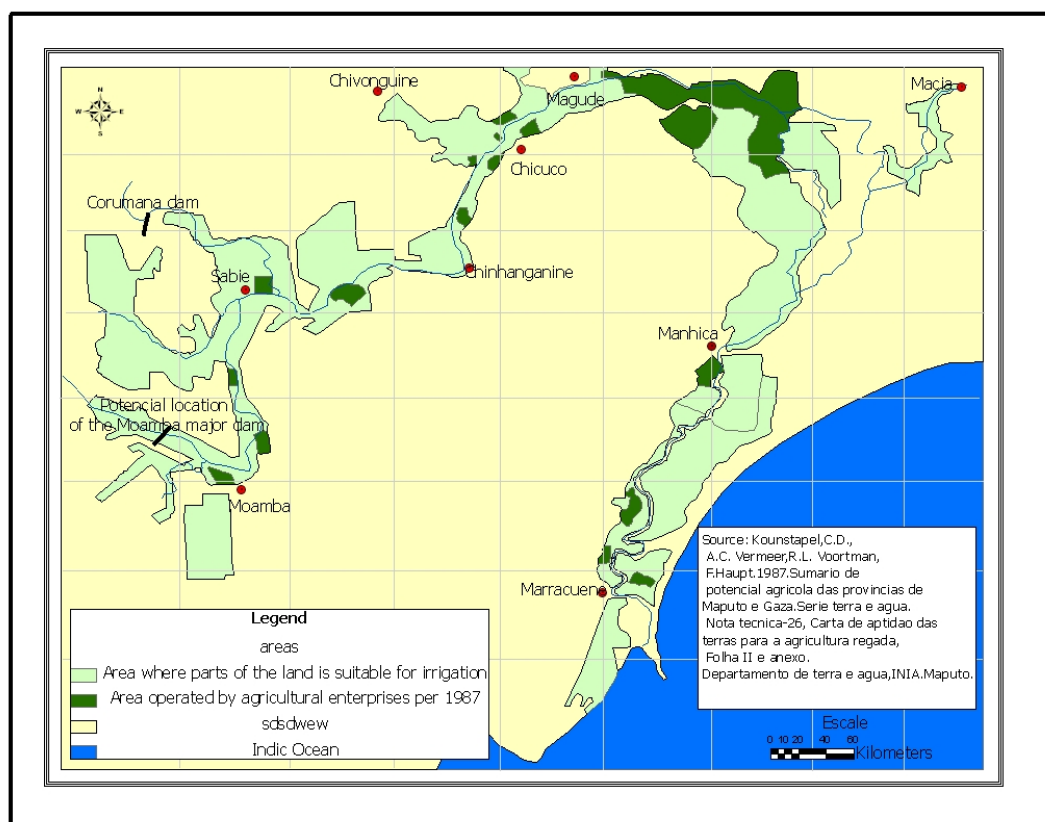 Chivonguine
Magude
Macia
N
W E
S
Chicuco
Corumana dam
Sabie
Chinhanganine
Manhica
Potencial location
of the Moamba major dam
Moamba
Marracuene
Source: Kounstapel,C.D.,
A.C. Vermeer,R.L. Voortman,
F.Haupt.1987.Sumario de
potencial agricola das provincias de
Maputo e Gaza.Serie terra e agua.
Nota tecnica-26, Carta de aptidao das
terras para a agricultura regada,
Folha II e anexo.
Departamento de terra e agua,INIA.Maputo.
Legend
areas
Area where parts of the land is suitable for irrigation
Area operated by agricultural enterprises per 1987
sdsdwew
Indic Ocean
Escale
0 10 20 40 60
Kilometers